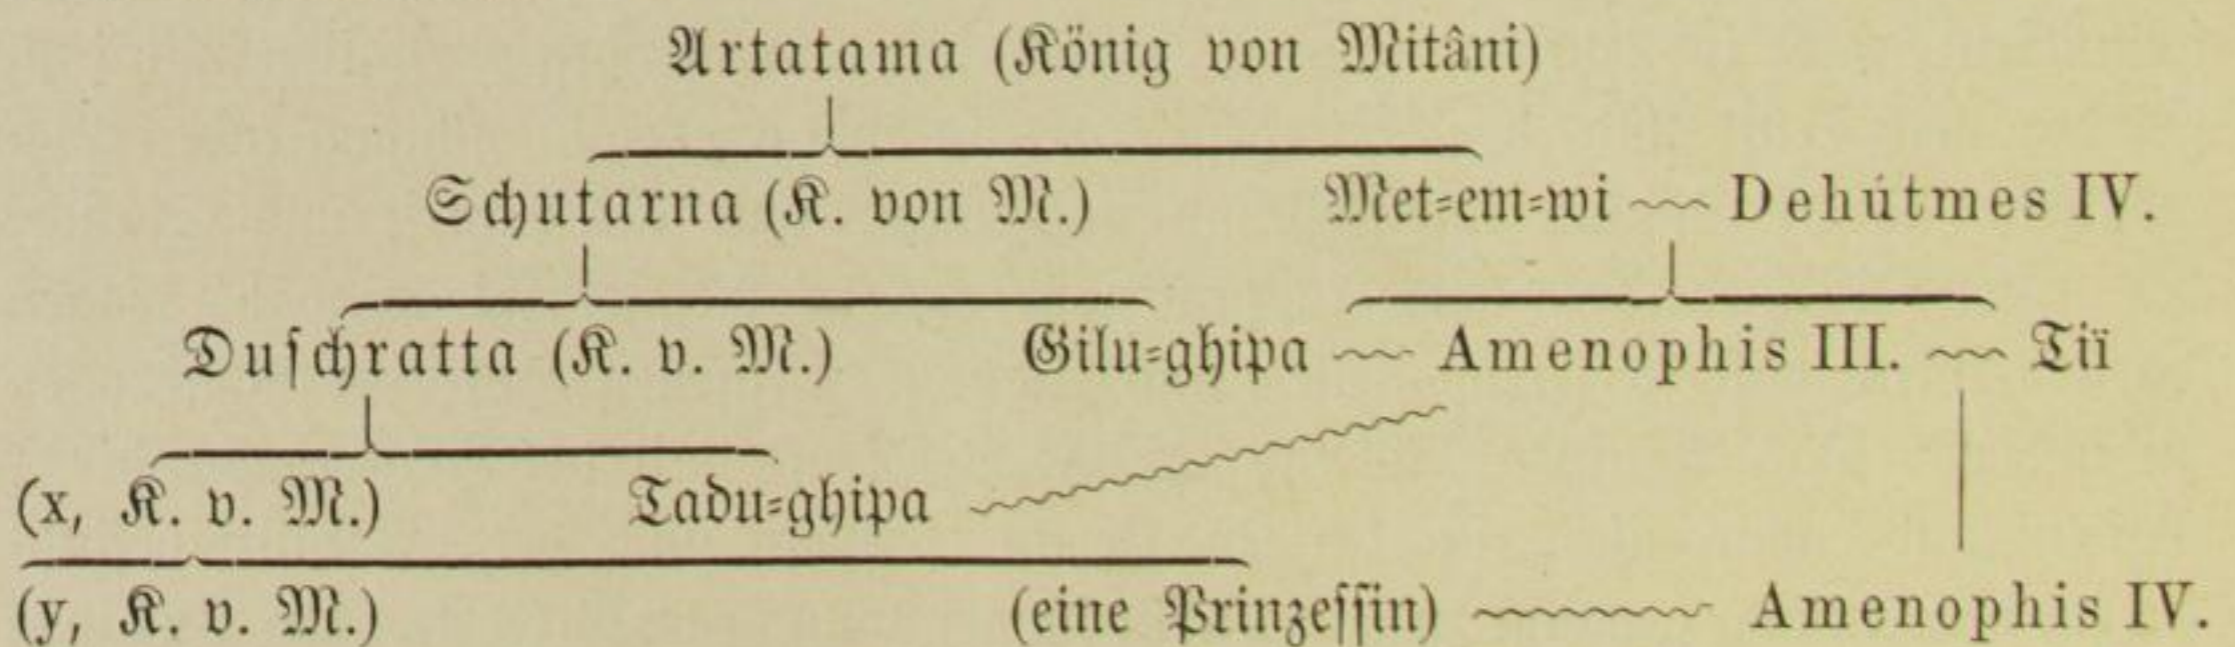 Artatama (König von Mitâni)
Schutarna (K. von M.) Met=em=wi Dehútmes IV.
Duschratta (K. v. M.) Gilu=ghipa Amenophis III. Tiï
(x, K. v. M.) Tadu=ghipa
(y, K. v. M.) (eine Prinzessin) Amenophis IV.